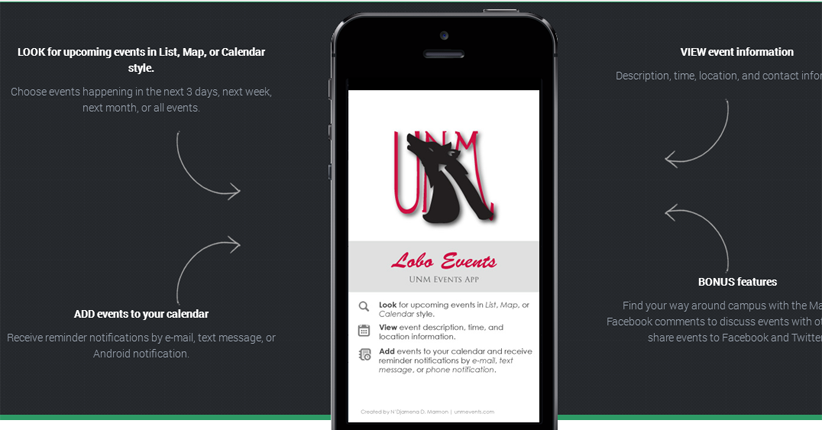 LOOK for upcoming events in List, Map, or Calendar
style.
Choose events happening in the next 3 days, next week,
next month, or all events.
ADD events to your calendar
Receive reminder notifications by e-mail, text message, or
Android notification.
UNM
Lobo Events
UNM Events App
Look for upcoming events in List, Map, or
Calendar style.
View event description, time, and
location information.
Add events to your calendar and receive
reminder notifications by e-mail, text
message, or phone notification.
Created by N'Djamena D. Maimon | unmevents.com
VIEW event information
Description, time, location, and contact infor
BONUS features
Find your way around campus with the Ma
Facebook comments to discuss events with ot
share events to Facebook and Twitte